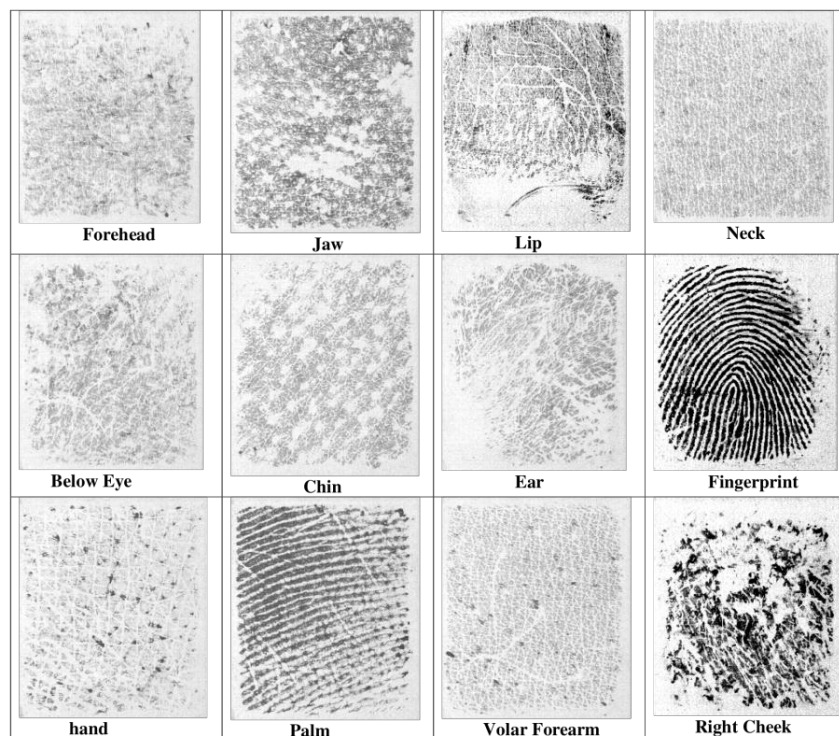 Forehead
Jaw
Lip
Neck
Below Eye
Chin
Ear
Fingerprint
hand
Palm
Volar Forearm
Right Cheek